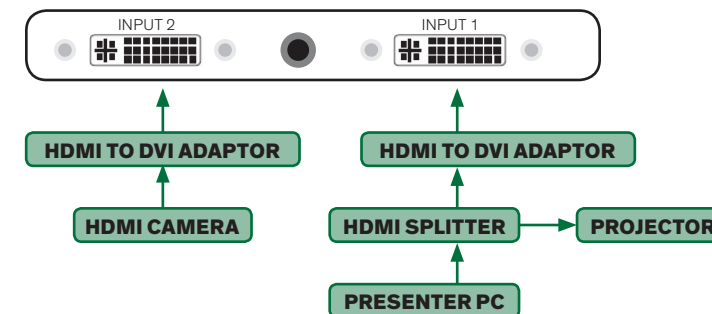 INPUT 2
INPUT 1
HDMI TO DVI ADAPTOR
HDMI TO DVI ADAPTOR
HDMI CAMERA
HDMI SPLITTER
PROJECTOR
PRESENTER PC